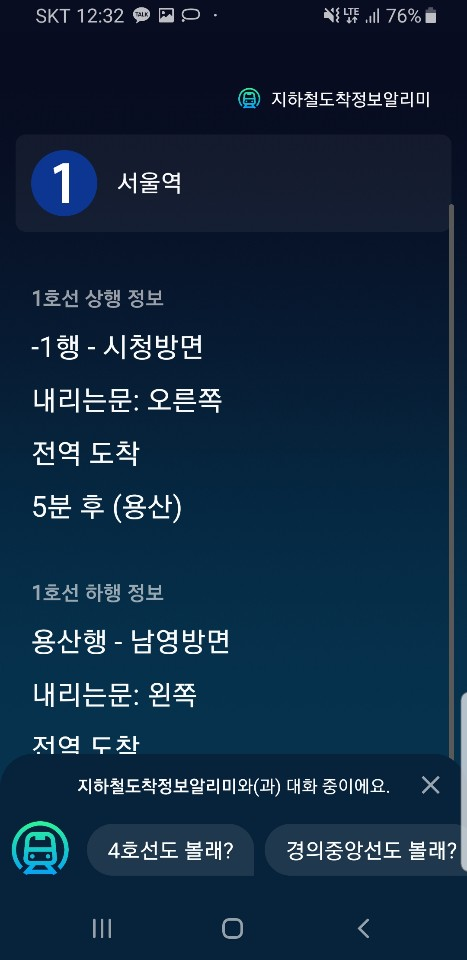 SKT 12:32 TALK · LTE 76%
지하철도착정보알리미
1 서울역
1호선 상행 정보
-1행 - 시청방면
내리는문: 오른쪽
전역 도착
5분 후 (용산)
1호선 하행 정보
용산행 - 남영방면
내리는문: 왼쪽
전역 도착
지하철도착정보알리미와(과) 대화 중이에요.
4호선도 볼래? 경의중앙선도 볼래?